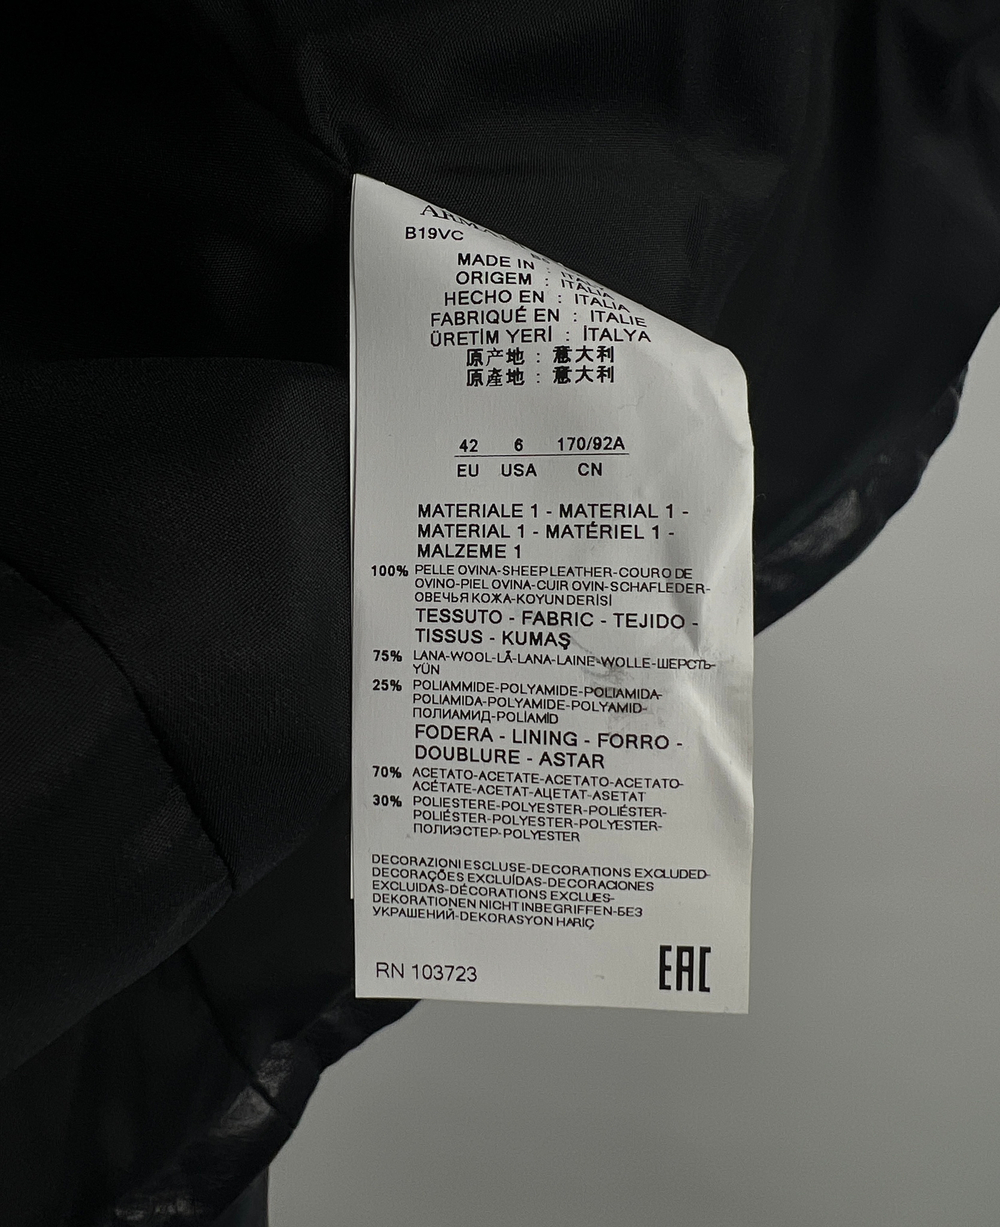 B19VC
MADE IN : ITALIA
ORIGEM : ITALIA
HECHO EN : ITALIA
FABRIQUÉ EN : ITALIE
ÜRETİM YERİ : İTALYA
原产地 : 意大利
原產地 : 意大利
42 6 170/92A
EU USA CN
MATERIALE 1 - MATERIAL 1 -
MATERIAL 1 - MATÉRIEL 1 -
MALZEME 1
100% PELLE OVINA-SHEEP LEATHER-COURO DE
OVINO-PIEL OVINA-CUIR OVIN-SCHAFLEDER-
ОВЕЧЬЯ КОЖА-KOYUN DERİSİ
TESSUTO - FABRIC - TEJIDO -
TISSUS - KUMAŞ
75% LANA-WOOL-LÃ-LANA-LAINE-WOLLE-ШЕРСТЬ-
YÜN
25% POLIAMMIDE-POLYAMIDE-POLIAMIDA-
POLIAMIDA-POLYAMIDE-POLYAMID-
ПОЛИАМИД-POLİAMİD
FODERA - LINING - FORRO -
DOUBLURE - ASTAR
70% ACETATO-ACETATE-ACETATO-ACETATO-
ACÉTATE-ACETAT-АЦЕТАТ-ASETAT
30% POLIESTERE-POLYESTER-POLIÉSTER-
POLIÉSTER-POLYESTER-POLYESTER-
ПОЛИЭСТЕР-POLYESTER
DECORAZIONI ESCLUSE-DECORATIONS EXCLUDED-
DECORAÇÕES EXCLUÍDAS-DECORACIONES
EXCLUIDAS-DÉCORATIONS EXCLUES-
DEKORATIONEN NICHT INBEGRIFFEN-БЕЗ
УКРАШЕНИЙ-DEKORASYON HARİÇ
RN 103723
EAC